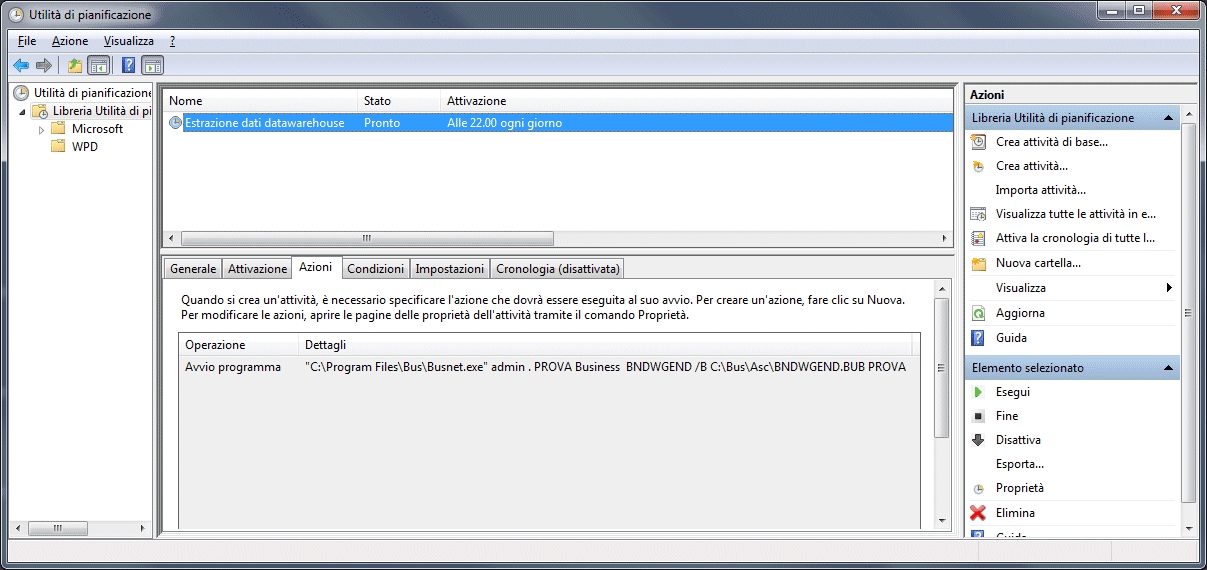 Utilità di pianificazione
File Azione Visualizza ?
Utilità di pianificazione
Libreria Utilità di pi
Microsoft
WPD
Nome Stato Attivazione
Estrazione dati datawarehouse Pronto Alle 22.00 ogni giorno
Generale Attivazione Azioni Condizioni Impostazioni Cronologia (disattivata)
Quando si crea un'attività, è necessario specificare l'azione che dovrà essere eseguita al suo avvio. Per creare un'azione, fare clic su Nuova.
Per modificare le azioni, aprire le pagine delle proprietà dell'attività tramite il comando Proprietà.
Operazione Dettagli
Avvio programma "C:\Program Files\Bus\Busnet.exe" admin . PROVA Business BNDWGEND /B C:\Bus\Asc\BNDWGEND.BUB PROVA
Azioni
Libreria Utilità di pianificazione
Crea attività di base...
Crea attività...
Importa attività...
Visualizza tutte le attività in e...
Attiva la cronologia di tutte l...
Nuova cartella...
Visualizza
Aggiorna
Guida
Elemento selezionato
Esegui
Fine
Disattiva
Esporta...
Proprietà
Elimina
Guida